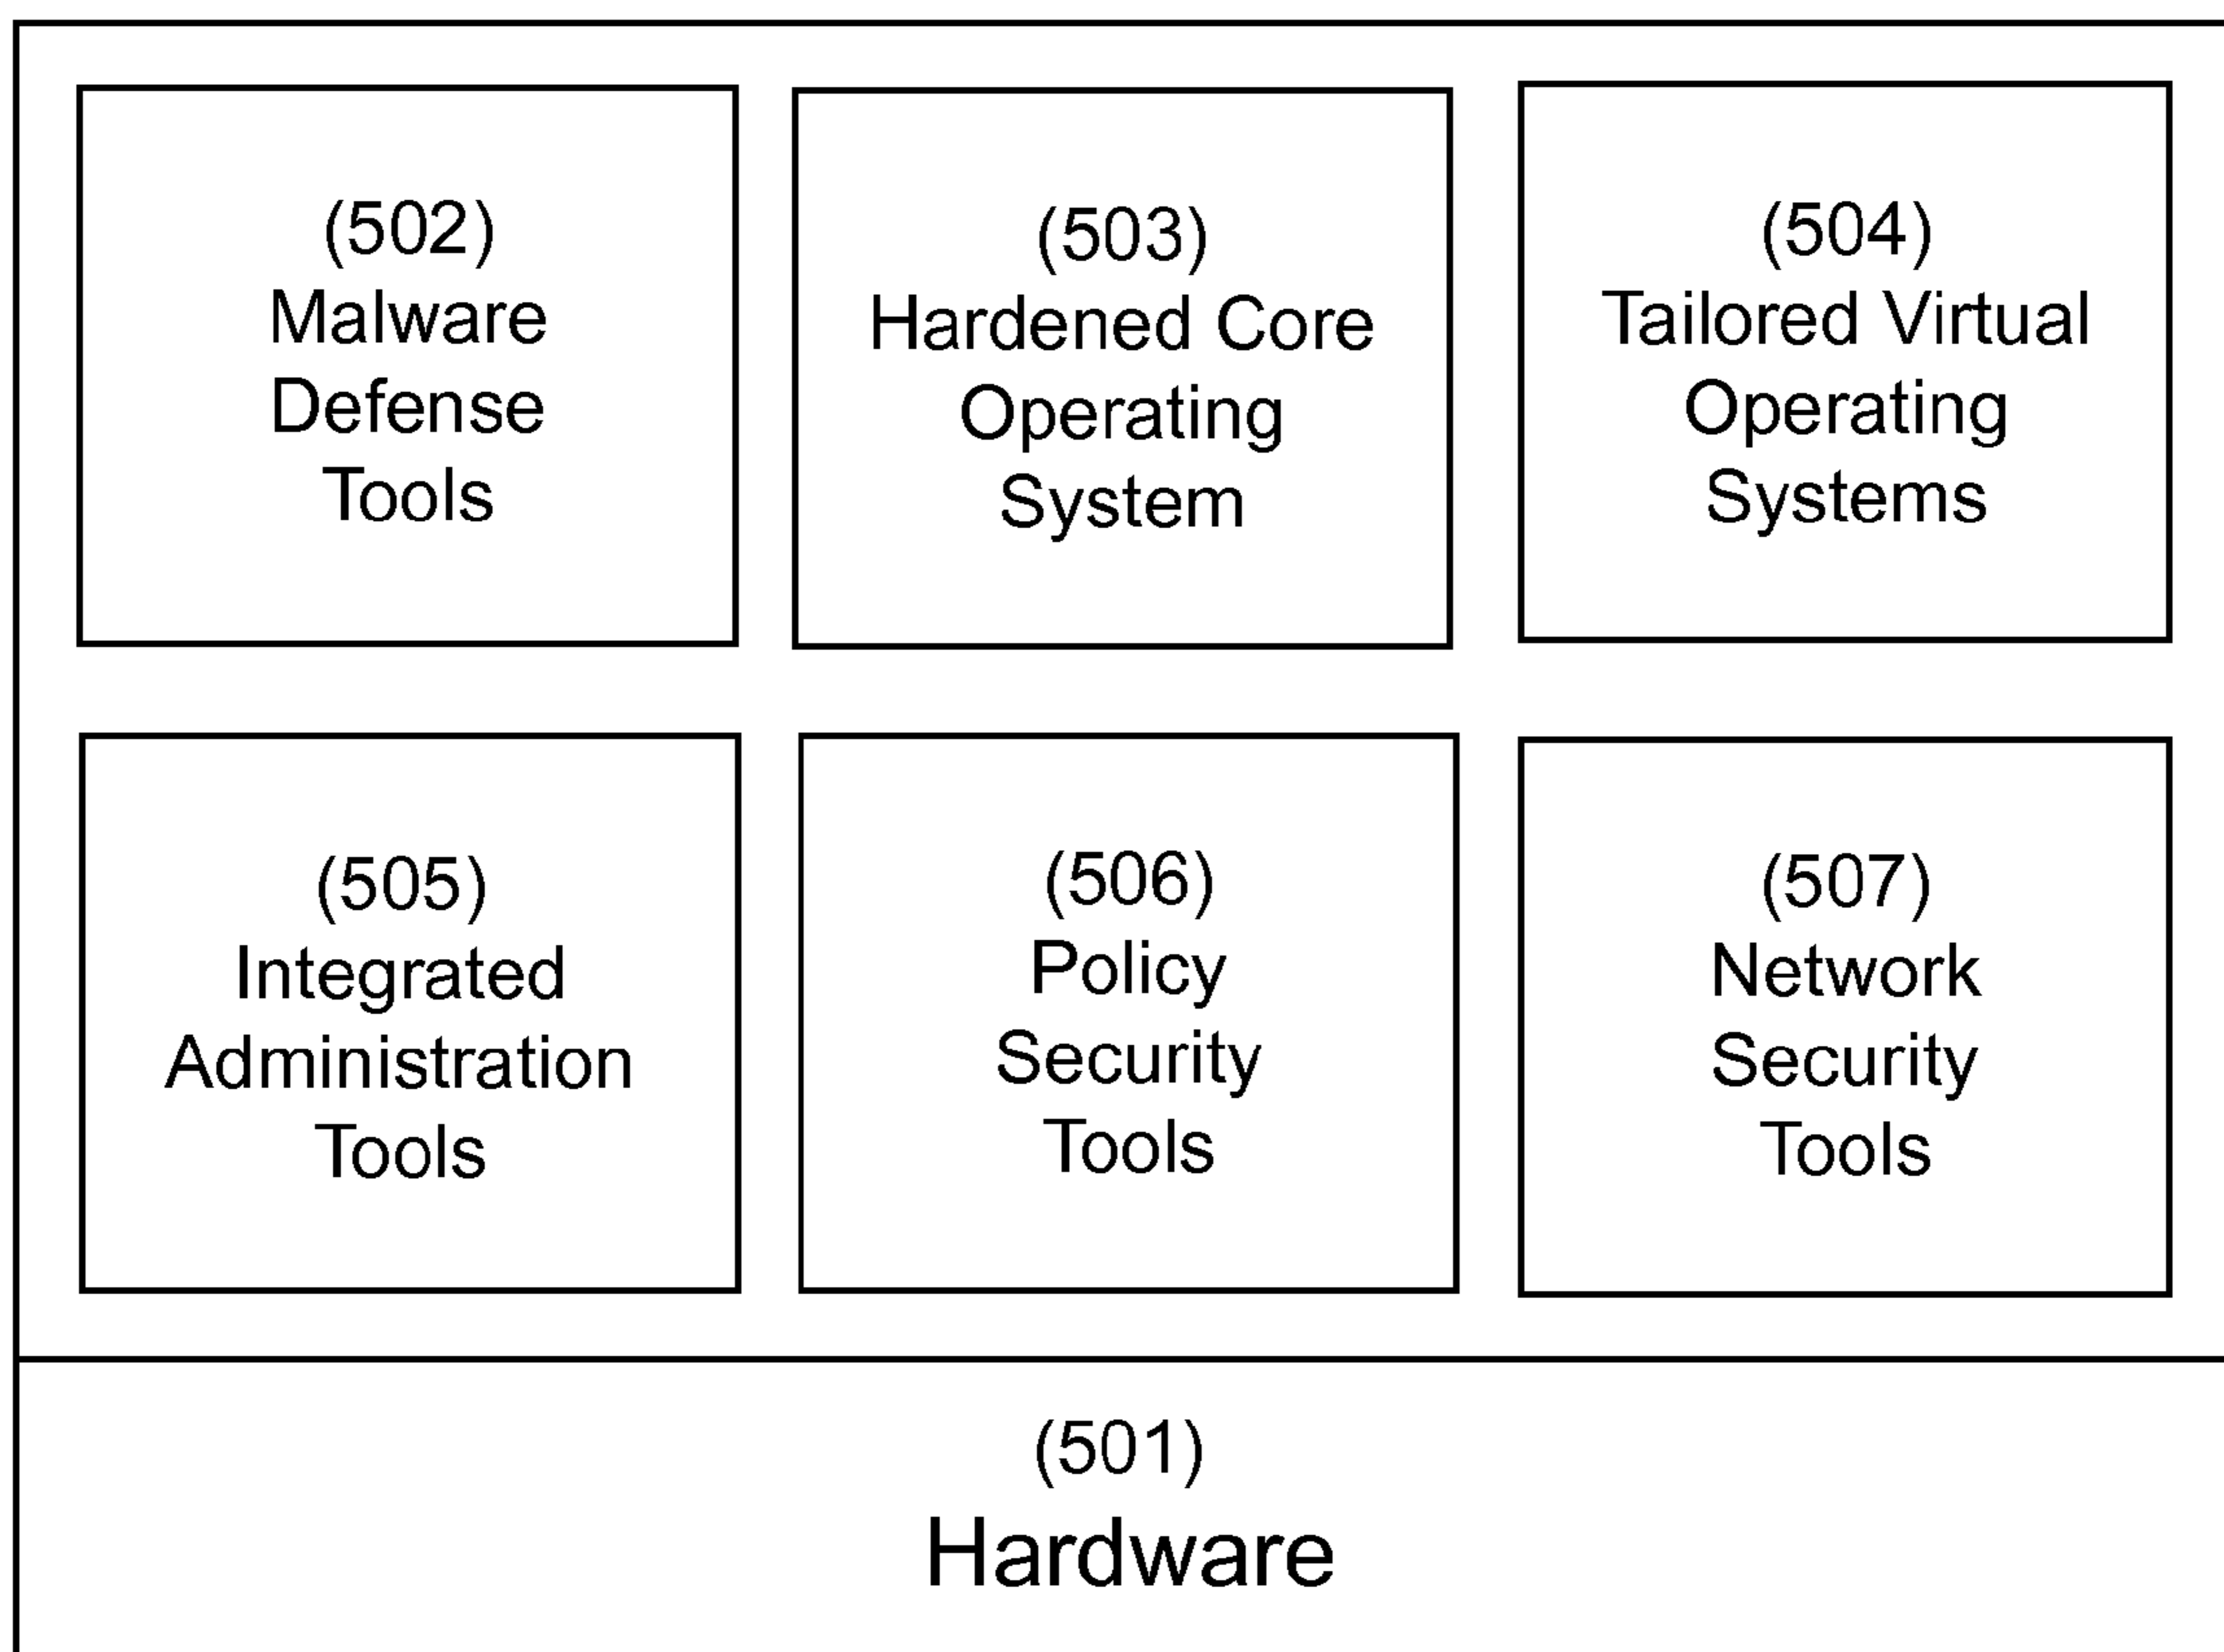 (502)
Malware
Defense
Tools
(503)
Hardened Core
Operating
System
(504)
Tailored Virtual
Operating
Systems
(505)
Integrated
Administration
Tools
(506)
Policy
Security
Tools
(507)
Network
Security
Tools
(501)
Hardware